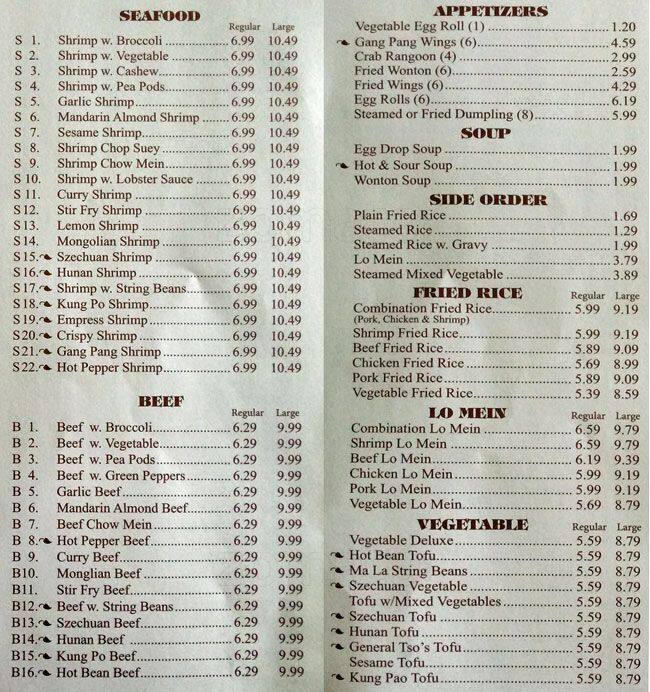 SEAFOOD
Regular Large
S 1. Shrimp w. Broccoli 6.99 10.49
S 2. Shrimp w. Vegetable 6.99 10.49
S 3. Shrimp w. Cashew 6.99 10.49
S 4. Shrimp w. Pea Pods 6.99 10.49
S 5. Garlic Shrimp 6.99 10.49
S 6. Mandarin Almond Shrimp 6.99 10.49
S 7. Sesame Shrimp 6.99 10.49
S 8. Shrimp Chop Suey 6.99 10.49
S 9. Shrimp Chow Mein 6.99 10.49
S 10. Shrimp w. Lobster Sauce 6.99 10.49
S 11. Curry Shrimp 6.99 10.49
S 12. Stir Fry Shrimp 6.99 10.49
S 13. Lemon Shrimp 6.99 10.49
S 14. Mongolian Shrimp 6.99 10.49
S 15. Szechuan Shrimp 6.99 10.49
S 16. Hunan Shrimp 6.99 10.49
S 17. Shrimp w. String Beans 6.99 10.49
S 18. Kung Po Shrimp 6.99 10.49
S 19. Empress Shrimp 6.99 10.49
S 20. Crispy Shrimp 6.99 10.49
S 21. Gang Pang Shrimp 6.99 10.49
S 22. Hot Pepper Shrimp 6.99 10.49
BEEF
Regular Large
B 1. Beef w. Broccoli 6.29 9.99
B 2. Beef w. Vegetable 6.29 9.99
B 3. Beef w. Pea Pods 6.29 9.99
B 4. Beef w. Green Peppers 6.29 9.99
B 5. Garlic Beef 6.29 9.99
B 6. Mandarin Almond Beef 6.29 9.99
B 7. Beef Chow Mein 6.29 9.99
B 8. Hot Pepper Beef 6.29 9.99
B 9. Curry Beef 6.29 9.99
B10. Monglian Beef 6.29 9.99
B11. Stir Fry Beef 6.29 9.99
B12. Beef w. String Beans 6.29 9.99
B13. Szechuan Beef 6.29 9.99
B14. Hunan Beef 6.29 9.99
B15. Kung Po Beef 6.29 9.99
B16. Hot Bean Beef 6.29 9.99
APPETIZERS
Vegetable Egg Roll (1) 1.20
Gang Pang Wings (6) 4.59
Crab Rangoon (4) 2.99
Fried Wonton (6) 2.59
Fried Wings (6) 4.29
Egg Rolls (6) 6.19
Steamed or Fried Dumpling (8) 5.99
SOUP
Egg Drop Soup 1.99
Hot & Sour Soup 1.99
Wonton Soup 1.99
SIDE ORDER
Plain Fried Rice 1.69
Steamed Rice 1.29
Steamed Rice w. Gravy 1.99
Lo Mein 3.79
Steamed Mixed Vegetable 3.89
FRIED RICE Regular Large
Combination Fried Rice 5.99 9.19
(Pork, Chicken & Shrimp)
Shrimp Fried Rice 5.99 9.19
Beef Fried Rice 5.89 9.09
Chicken Fried Rice 5.69 8.99
Pork Fried Rice 5.89 9.09
Vegetable Fried Rice 5.39 8.59
LO MEIN Regular Large
Combination Lo Mein 6.59 9.79
Shrimp Lo Mein 6.59 9.79
Beef Lo Mein 6.19 9.39
Chicken Lo Mein 5.99 9.19
Pork Lo Mein 5.99 9.19
Vegetable Lo Mein 5.69 8.79
VEGETABLE Regular Large
Vegetable Deluxe 5.59 8.79
Hot Bean Tofu 5.59 8.79
Ma La String Beans 5.59 8.79
Szechuan Vegetable 5.59 8.79
Tofu w/Mixed Vegetables 5.59 8.79
Szechuan Tofu 5.59 8.79
Hunan Tofu 5.59 8.79
General Tso's Tofu 5.59 8.79
Sesame Tofu 5.59 8.79
Kung Pao Tofu 5.59 8.79